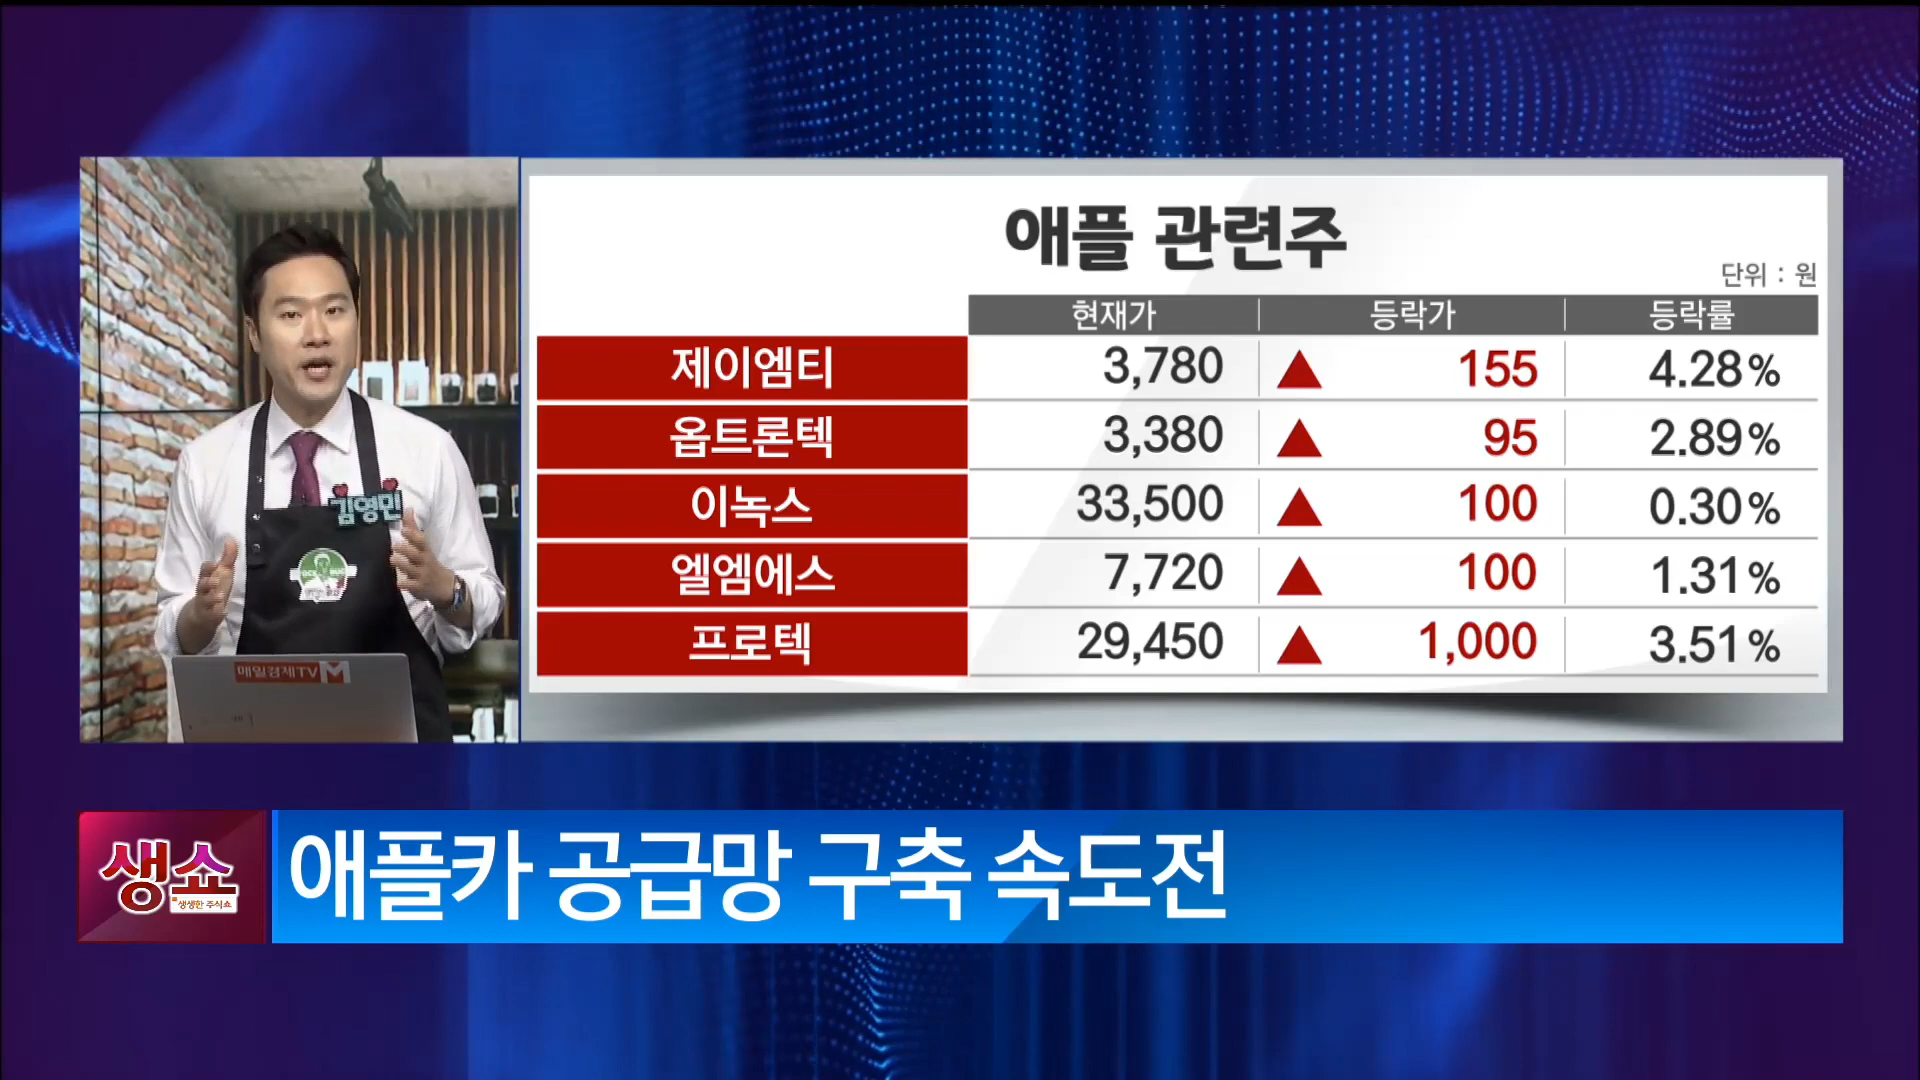 애플 관련주
단위 : 원
현재가 등락가 등락률
제이엠티 3,780 ▲ 155 4.28%
옵트론텍 3,380 ▲ 95 2.89%
이녹스 33,500 ▲ 100 0.30%
엘엠에스 7,720 ▲ 100 1.31%
프로텍 29,450 ▲ 1,000 3.51%
김영민
매일경제TV M
생쇼
생생한 주식쇼
애플카 공급망 구축 속도전